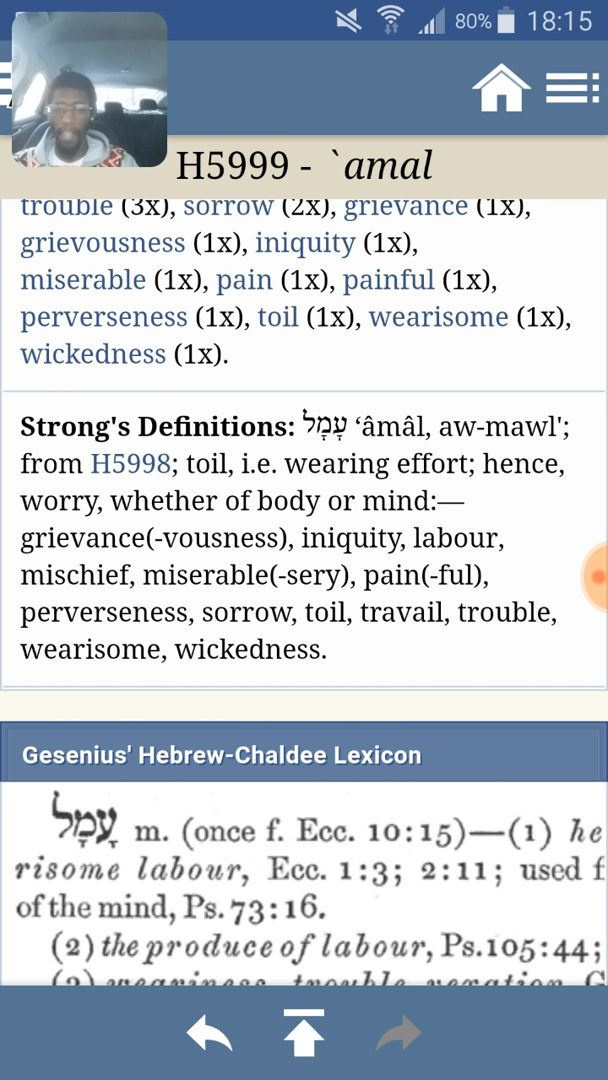 80% 18:15
H5999 - `amal
trouble (3x), sorrow (2x), grievance (1x),
grievousness (1x), iniquity (1x),
miserable (1x), pain (1x), painful (1x),
perverseness (1x), toil (1x), wearisome (1x),
wickedness (1x).
Strong's Definitions: עָמָל ʻâmâl, aw-mawl';
from H5998; toil, i.e. wearing effort; hence,
worry, whether of body or mind:—
grievance(-vousness), iniquity, labour,
mischief, miserable(-sery), pain(-ful),
perverseness, sorrow, toil, travail, trouble,
wearisome, wickedness.
Gesenius' Hebrew-Chaldee Lexicon
עָמָל m. (once f. Ecc. 10:15)—(1) he
risome labour, Ecc. 1:3; 2:11; used f
of the mind, Ps. 73:16.
(2) the produce of labour, Ps. 105:44;